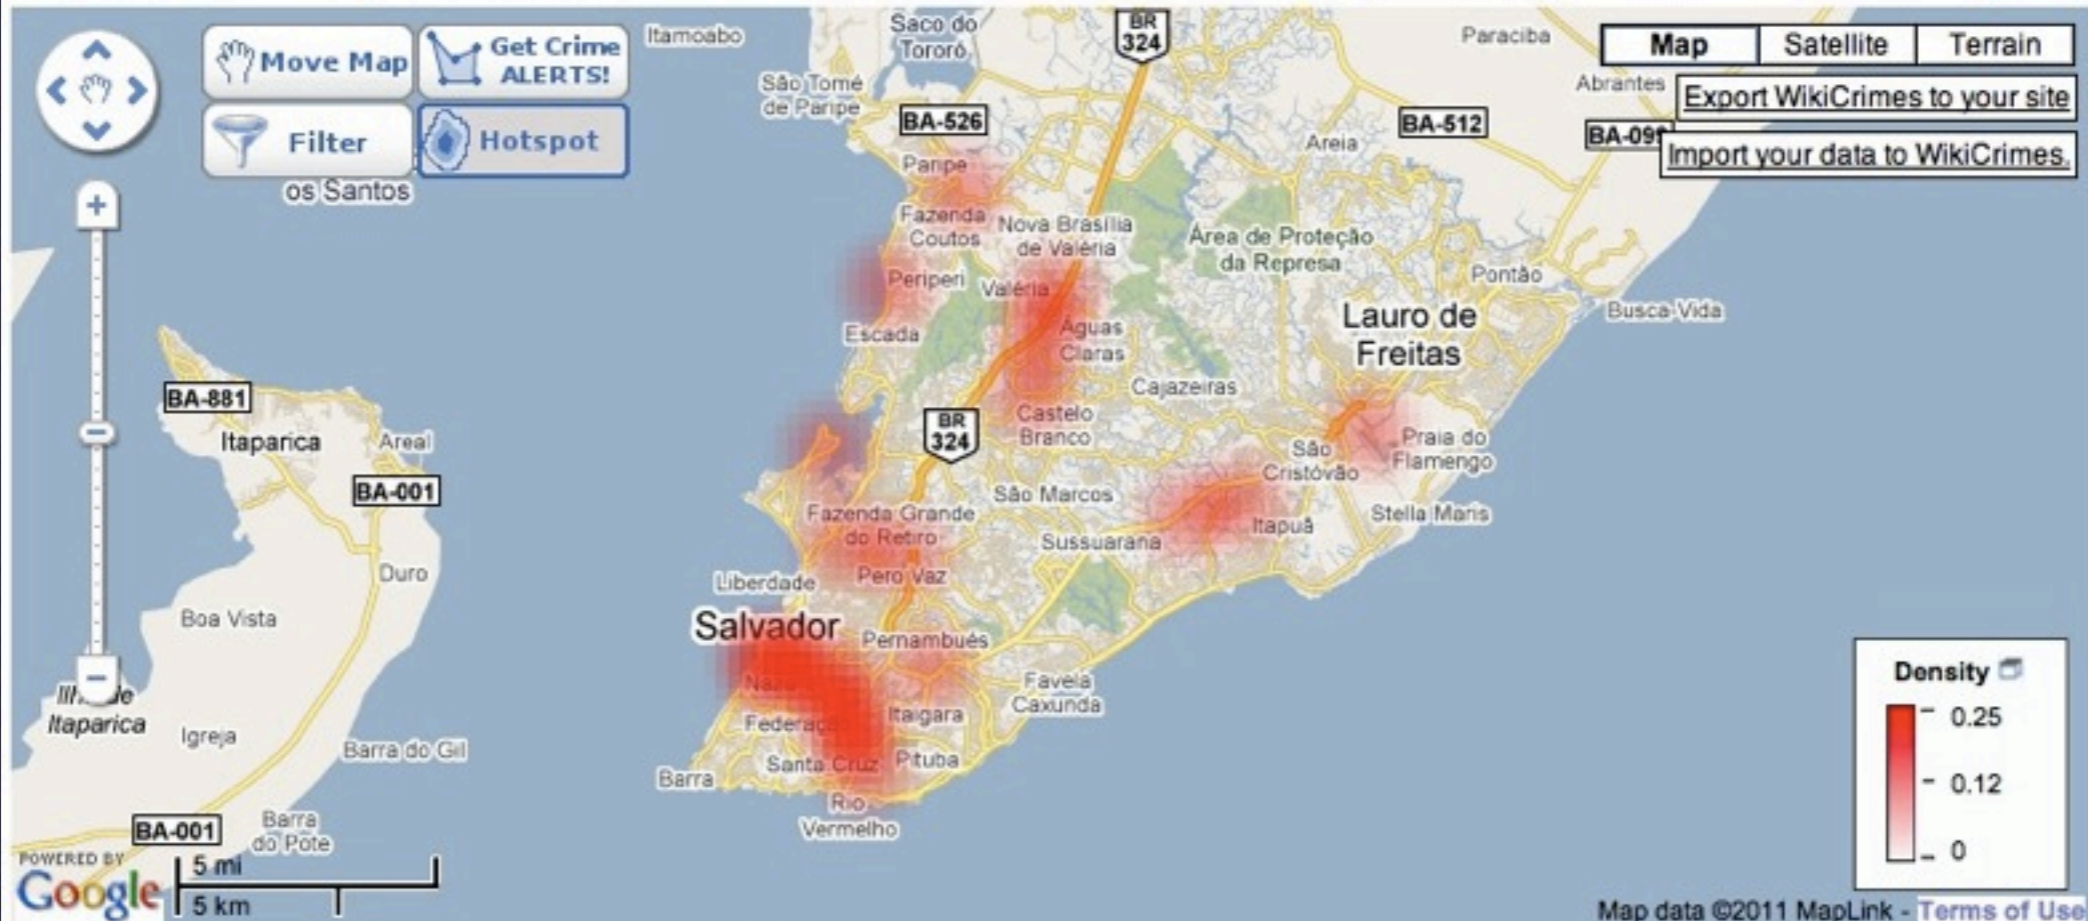 Move Map
Get Crime
ALERTS!
Filter
Hotspot
os Santos
Itamoabo
Saco do
Tororó
BR
324
Paraciba
Map
Satellite
Terrain
São Tomé
de Paripe
Abrantes
Export WikiCrimes to your site
BA-526
BA-512
BA-099
Areia
Import your data to WikiCrimes.
Paripe
Fazenda
Coutos
Nova Brasília
de Valéria
Área de Proteção
da Represa
Periperi
Valéria
Pontão
Busca-Vida
Escada
Águas
Claras
Lauro de
Freitas
Cajazeiras
BA-881
Itaparica
Areal
BA-001
Castelo
Branco
BR
324
São
Cristóvão
Praia do
Flamengo
São Marcos
Fazenda Grande
do Retiro
Itapuã
Stella Maris
Sussuarana
Duro
Liberdade
Pero Vaz
Boa Vista
Salvador
Pernambués
Favela
Caxunda
Itaparica
Igreja
Barra do Gil
Itaigara
Santa Cruz
Pituba
Barra
Rio
Vermelho
BA-001
Barra
do Pote
Density
0.25
0.12
0
POWERED BY
Google
5 mi
5 km
Map data ©2011 MapLink - Terms of Use